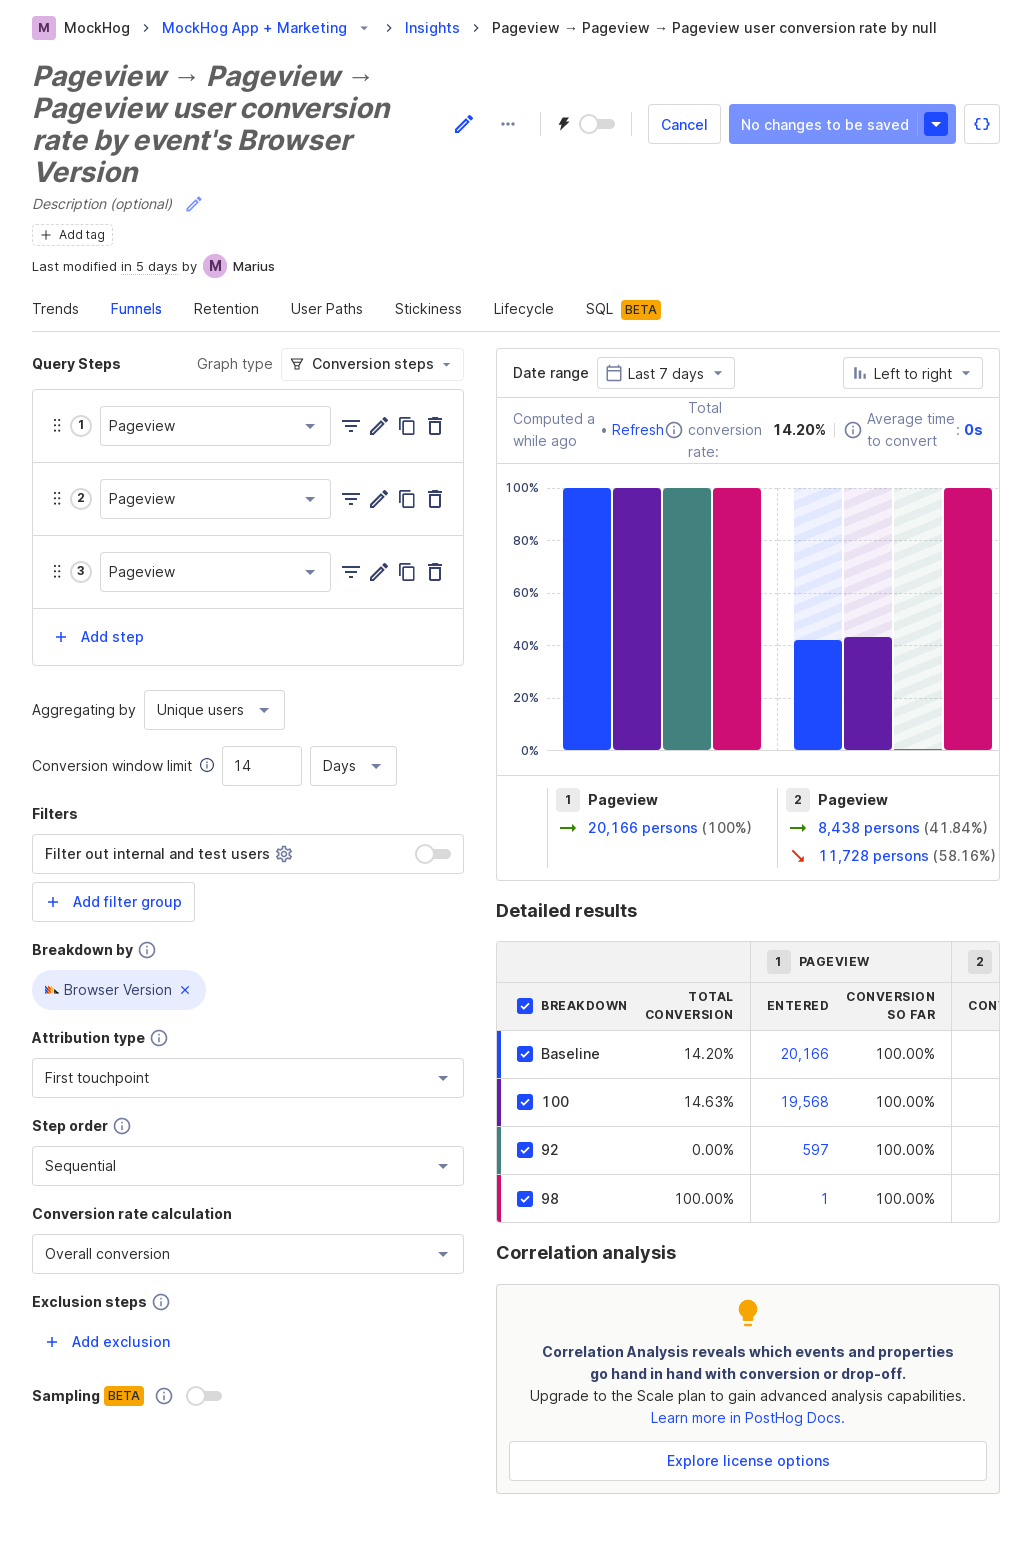 M MockHog > MockHog App + Marketing > Insights > Pageview → Pageview → Pageview user conversion rate by null
Pageview → Pageview →
Pageview user conversion
rate by event's Browser
Version
Cancel
No changes to be saved
Description (optional)
Add tag
Last modified in 5 days by M Marius
Trends Funnels Retention User Paths Stickiness Lifecycle SQL BETA
Query Steps Graph type Conversion steps
1 Pageview
2 Pageview
3 Pageview
Add step
Aggregating by Unique users
Conversion window limit 14 Days
Filters
Filter out internal and test users
Add filter group
Breakdown by
Browser Version
Attribution type
First touchpoint
Step order
Sequential
Conversion rate calculation
Overall conversion
Exclusion steps
Add exclusion
Sampling BETA
Date range Last 7 days Left to right
Computed a
while ago
• Refresh
Total
conversion
rate:
14.20%
Average time
to convert
: 0s
100%
80%
60%
40%
20%
0%
1 Pageview
20,166 persons (100%)
2 Pageview
8,438 persons (41.84%)
11,728 persons (58.16%)
Detailed results
1 PAGEVIEW 2
BREAKDOWN
TOTAL
CONVERSION
ENTERED
CONVERSION
SO FAR
Baseline 14.20% 20,166 100.00%
100 14.63% 19,568 100.00%
92 0.00% 597 100.00%
98 100.00% 1 100.00%
Correlation analysis
Correlation Analysis reveals which events and properties
go hand in hand with conversion or drop-off.
Upgrade to the Scale plan to gain advanced analysis capabilities.
Learn more in PostHog Docs.
Explore license options